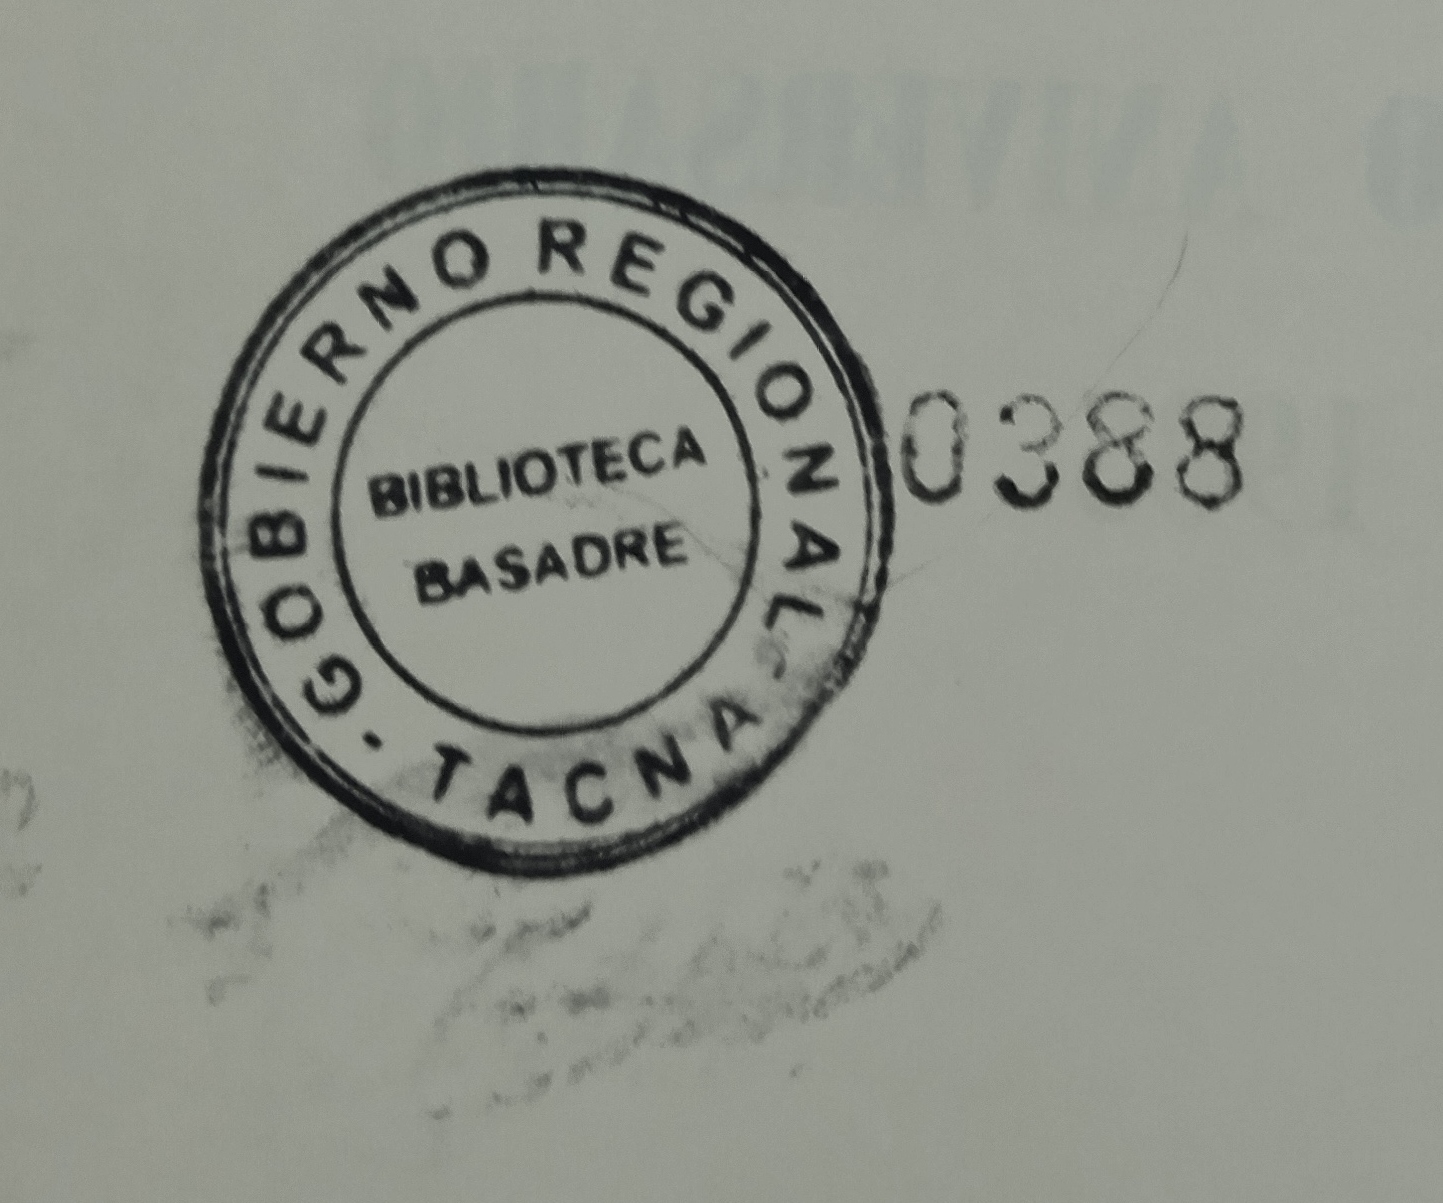 GOBIERNO REGIONAL
BIBLIOTECA
BASADRE
· TACNA
0388